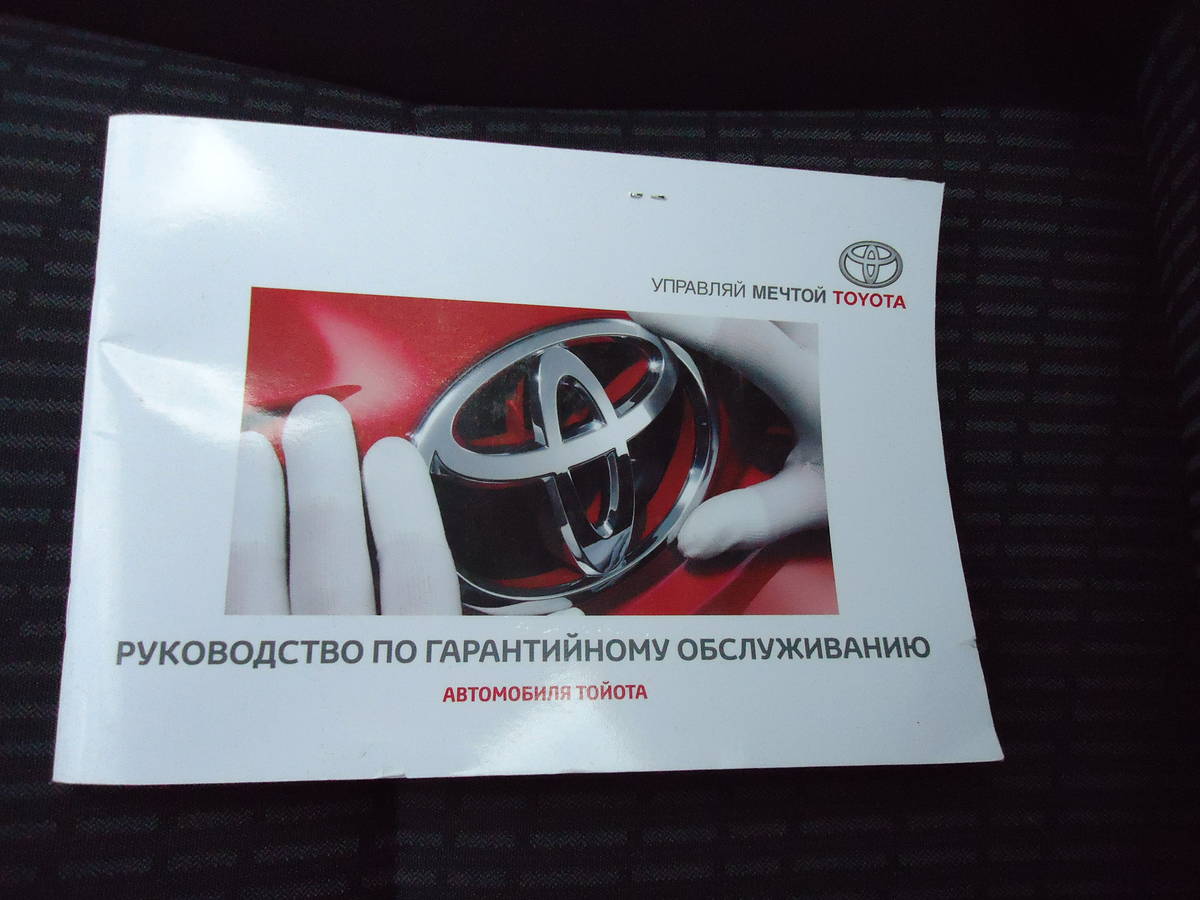 УПРАВЛЯЙ МЕЧТОЙ TOYOTA
РУКОВОДСТВО ПО ГАРАНТИЙНОМУ ОБСЛУЖИВАНИЮ
АВТОМОБИЛЯ ТОЙОТА